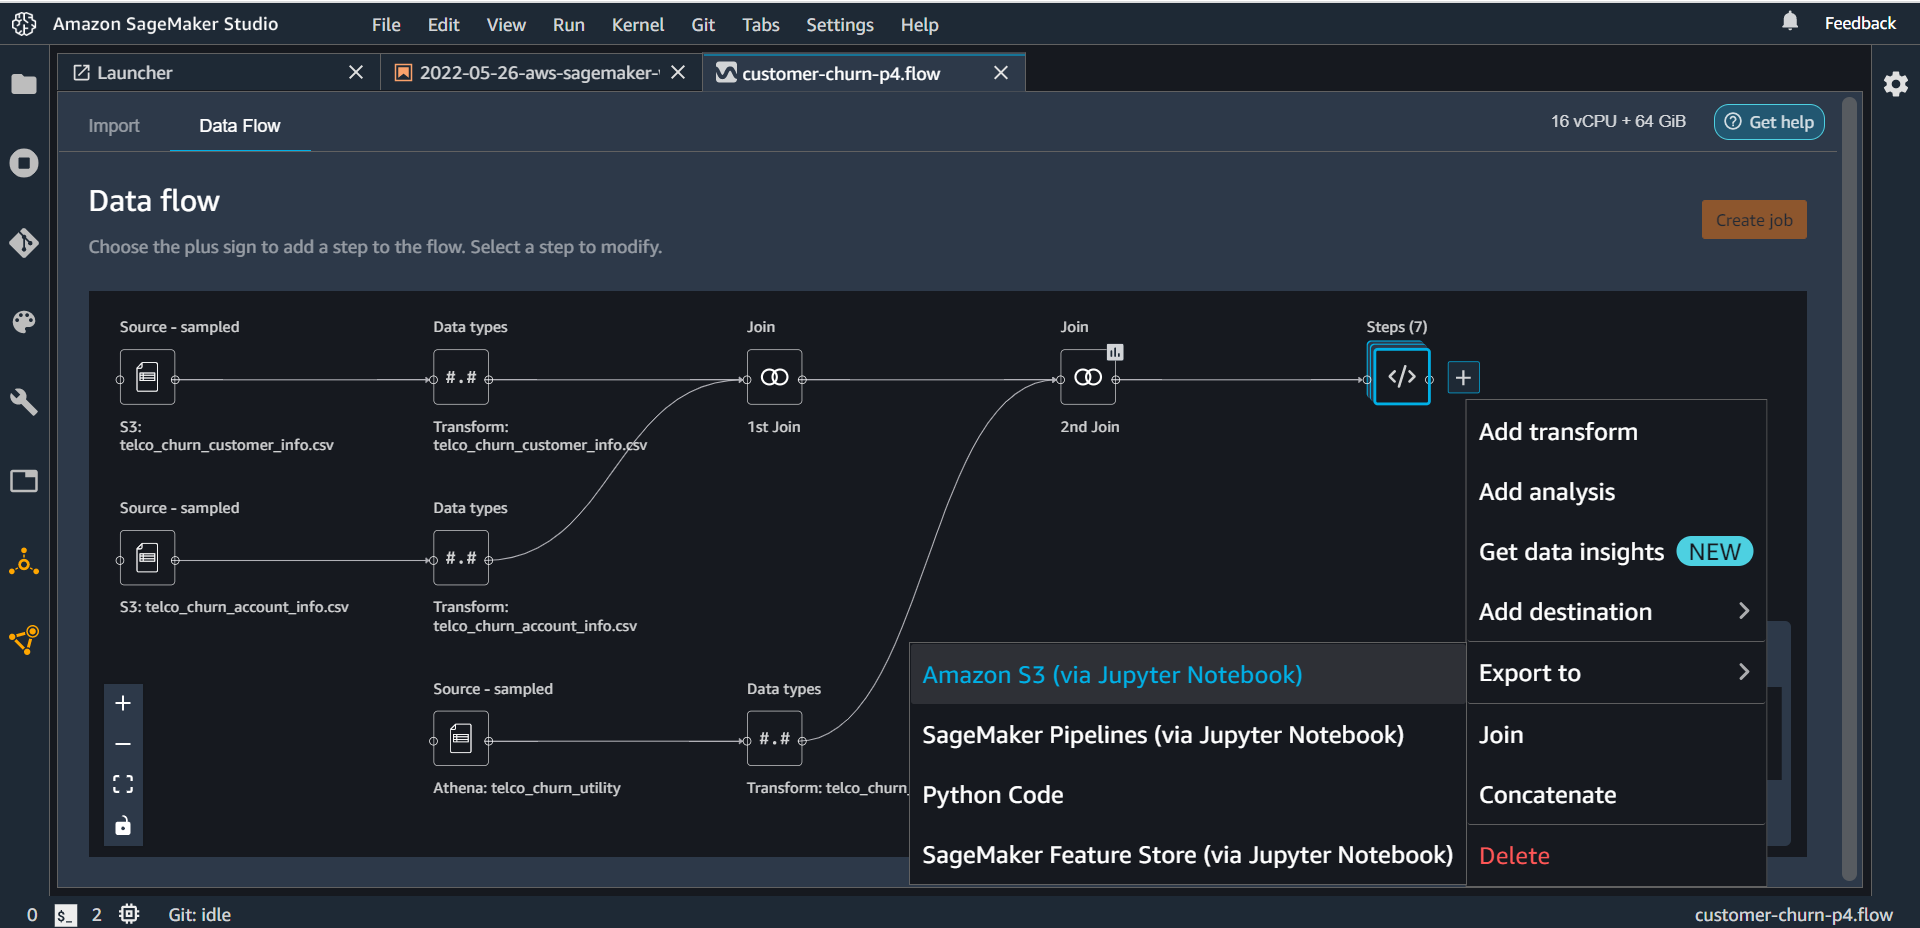 Amazon SageMaker Studio
File Edit View Run Kernel Git Tabs Settings Help
Feedback
Launcher
2022-05-26-aws-sagemaker-
customer-churn-p4.flow
Import
Data Flow
16 vCPU + 64 GiB
Get help
Data flow
Create job
Choose the plus sign to add a step to the flow. Select a step to modify.
Source - sampled
Data types
Join
Join
Steps (7)
#.#
</>
S3:
telco_churn_customer_info.csv
Transform:
telco_churn_customer_info.csv
1st Join
2nd Join
Add transform
Add analysis
Get data insights NEW
Add destination
Export to
Join
Concatenate
Delete
Source - sampled
Data types
#.#
S3: telco_churn_account_info.csv
Transform:
telco_churn_account_info.csv
Amazon S3 (via Jupyter Notebook)
SageMaker Pipelines (via Jupyter Notebook)
Python Code
SageMaker Feature Store (via Jupyter Notebook)
Source - sampled
Data types
#.#
Athena: telco_churn_utility
Transform: telco_churn_
0 $_ 2 Git: idle
customer-churn-p4.flow